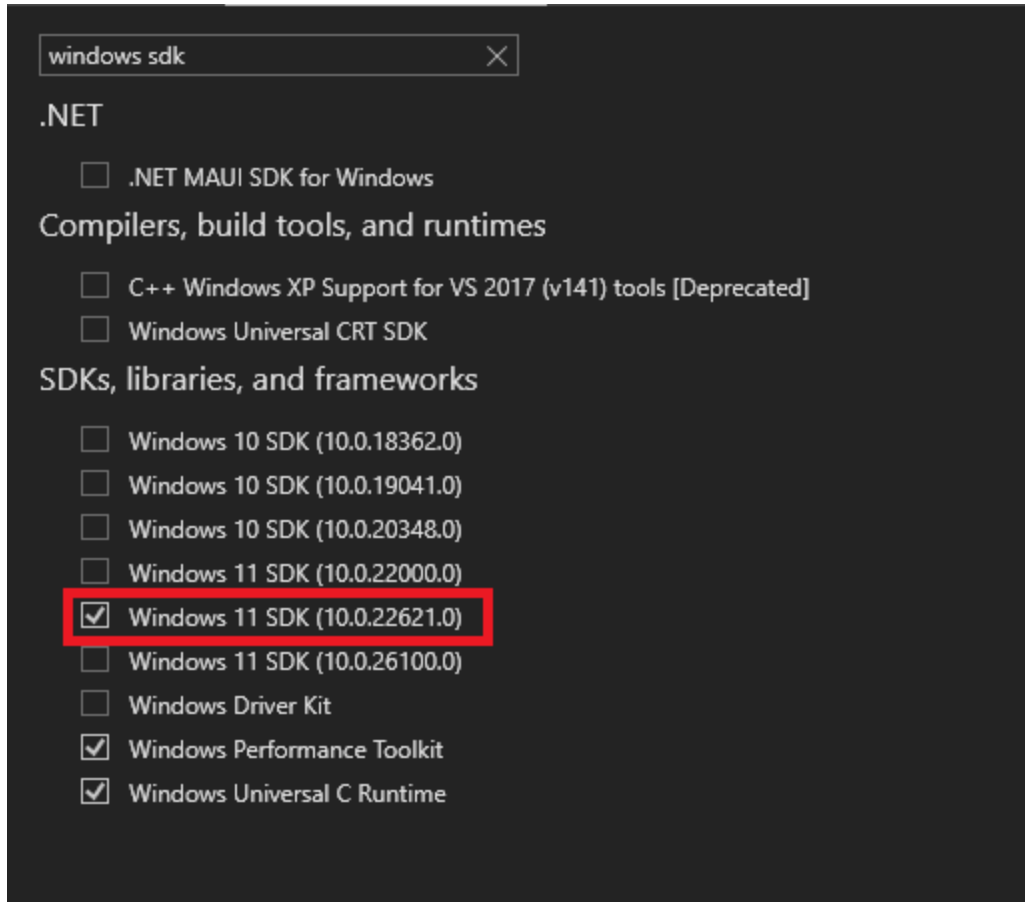 windows sdk
.NET
.NET MAUI SDK for Windows
Compilers, build tools, and runtimes
C++ Windows XP Support for VS 2017 (v141) tools [Deprecated]
Windows Universal CRT SDK
SDKs, libraries, and frameworks
Windows 10 SDK (10.0.18362.0)
Windows 10 SDK (10.0.19041.0)
Windows 10 SDK (10.0.20348.0)
Windows 11 SDK (10.0.22000.0)
Windows 11 SDK (10.0.22621.0)
Windows 11 SDK (10.0.26100.0)
Windows Driver Kit
Windows Performance Toolkit
Windows Universal C Runtime